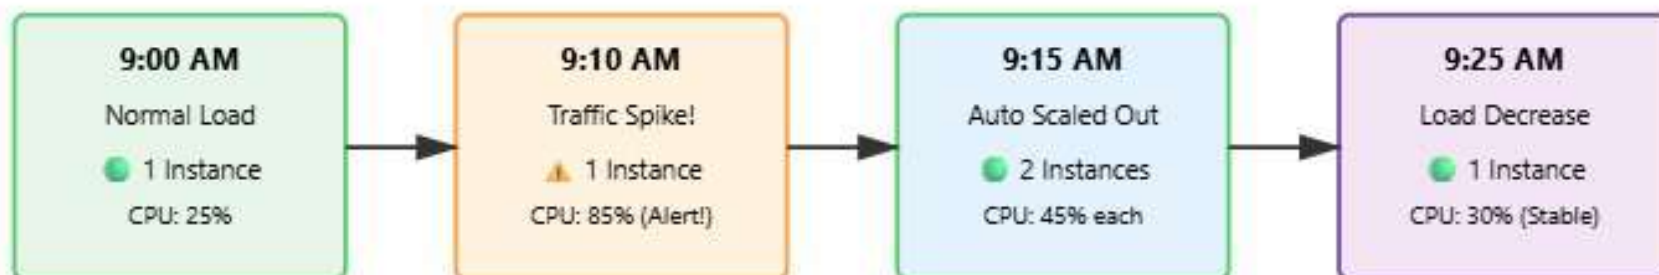 9:00 AM
Normal Load
1 Instance
CPU: 25%
9:10 AM
Traffic Spike!
1 Instance
CPU: 85% (Alert!)
9:15 AM
Auto Scaled Out
2 Instances
CPU: 45% each
9:25 AM
Load Decrease
1 Instance
CPU: 30% (Stable)